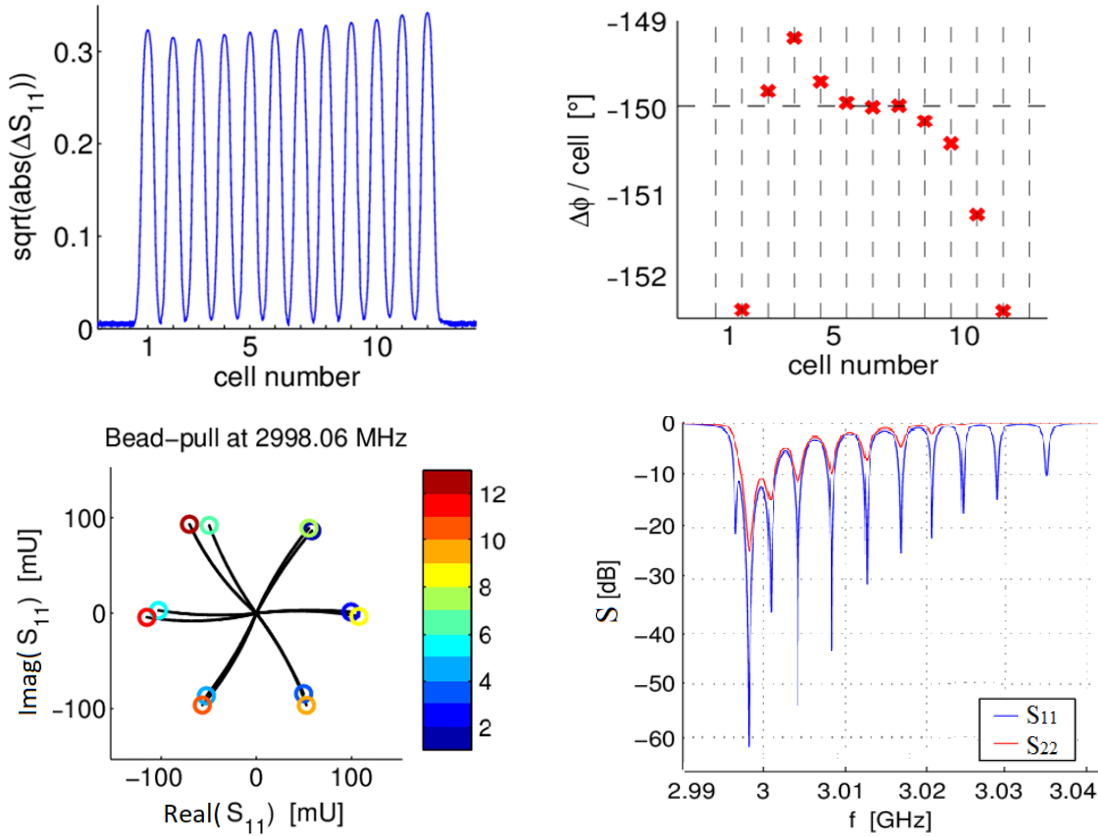 sqrt(abs(ΔS11))
0.3
0.2
0.1
0
1 5 10
cell number
Δϕ / cell [°]
-149
-150
-151
-152
1 5 10
cell number
Bead-pull at 2998.06 MHz
Imag( S11 ) [mU]
100
0
-100
-100 0 100
Real( S11 ) [mU]
12
10
8
6
4
2
S [dB]
0
-10
-20
-30
-40
-50
-60
S11
S22
2.99 3 3.01 3.02 3.03 3.04
f [GHz]